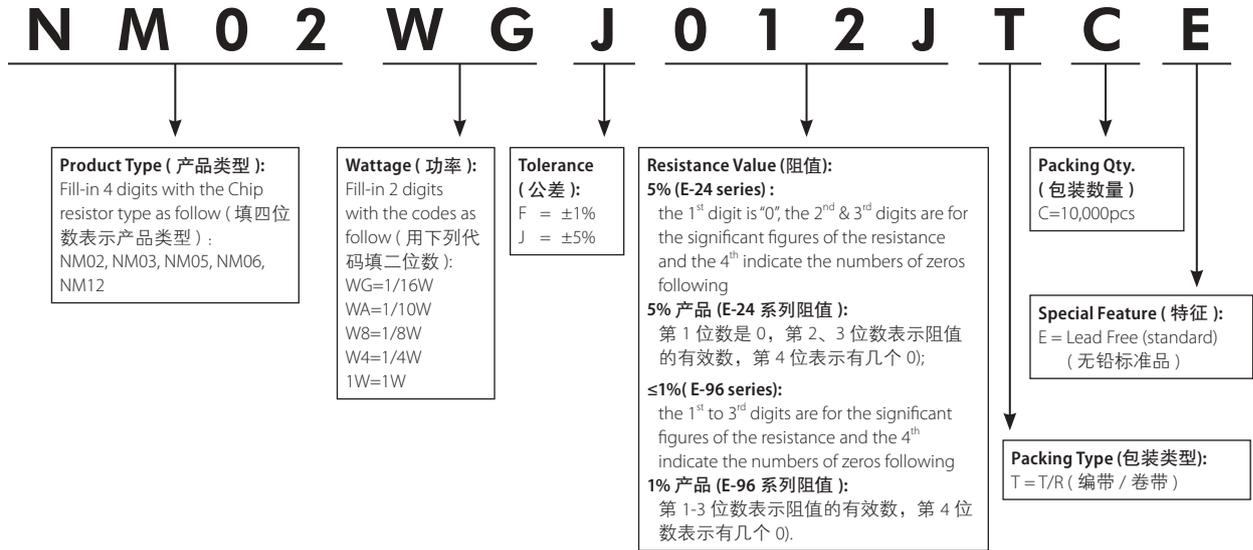 N M 0 2 W G J 0 1 2 J T C E
Product Type ( 产品类型 ):
Fill-in 4 digits with the Chip
resistor type as follow ( 填四位
数表示产品类型 ) :
NM02, NM03, NM05, NM06,
NM12
Wattage ( 功率 ):
Fill-in 2 digits
with the codes as
follow ( 用下列代
码填二位数 ):
WG=1/16W
WA=1/10W
W8=1/8W
W4=1/4W
1W=1W
Tolerance
( 公差 ):
F = ±1%
J = ±5%
Resistance Value (阻值):
5% (E-24 series) :
the 1st digit is "0", the 2nd & 3rd digits are for
the significant figures of the resistance
and the 4th indicate the numbers of zeros
following
5% 产品 (E-24 系列阻值 ):
第 1 位数是 0，第 2、3 位数表示阻值
的有效数，第 4 位表示有几个 0);
≤1%( E-96 series):
the 1st to 3rd digits are for the significant
figures of the resistance and the 4th
indicate the numbers of zeros following
1% 产品 (E-96 系列阻值 ):
第 1-3 位数表示阻值的有效数，第 4 位
数表示有几个 0).
Packing Qty.
( 包装数量 )
C=10,000pcs
Special Feature ( 特征 ):
E = Lead Free (standard)
( 无铅标准品 )
Packing Type (包装类型):
T = T/R ( 编带 / 卷带 )